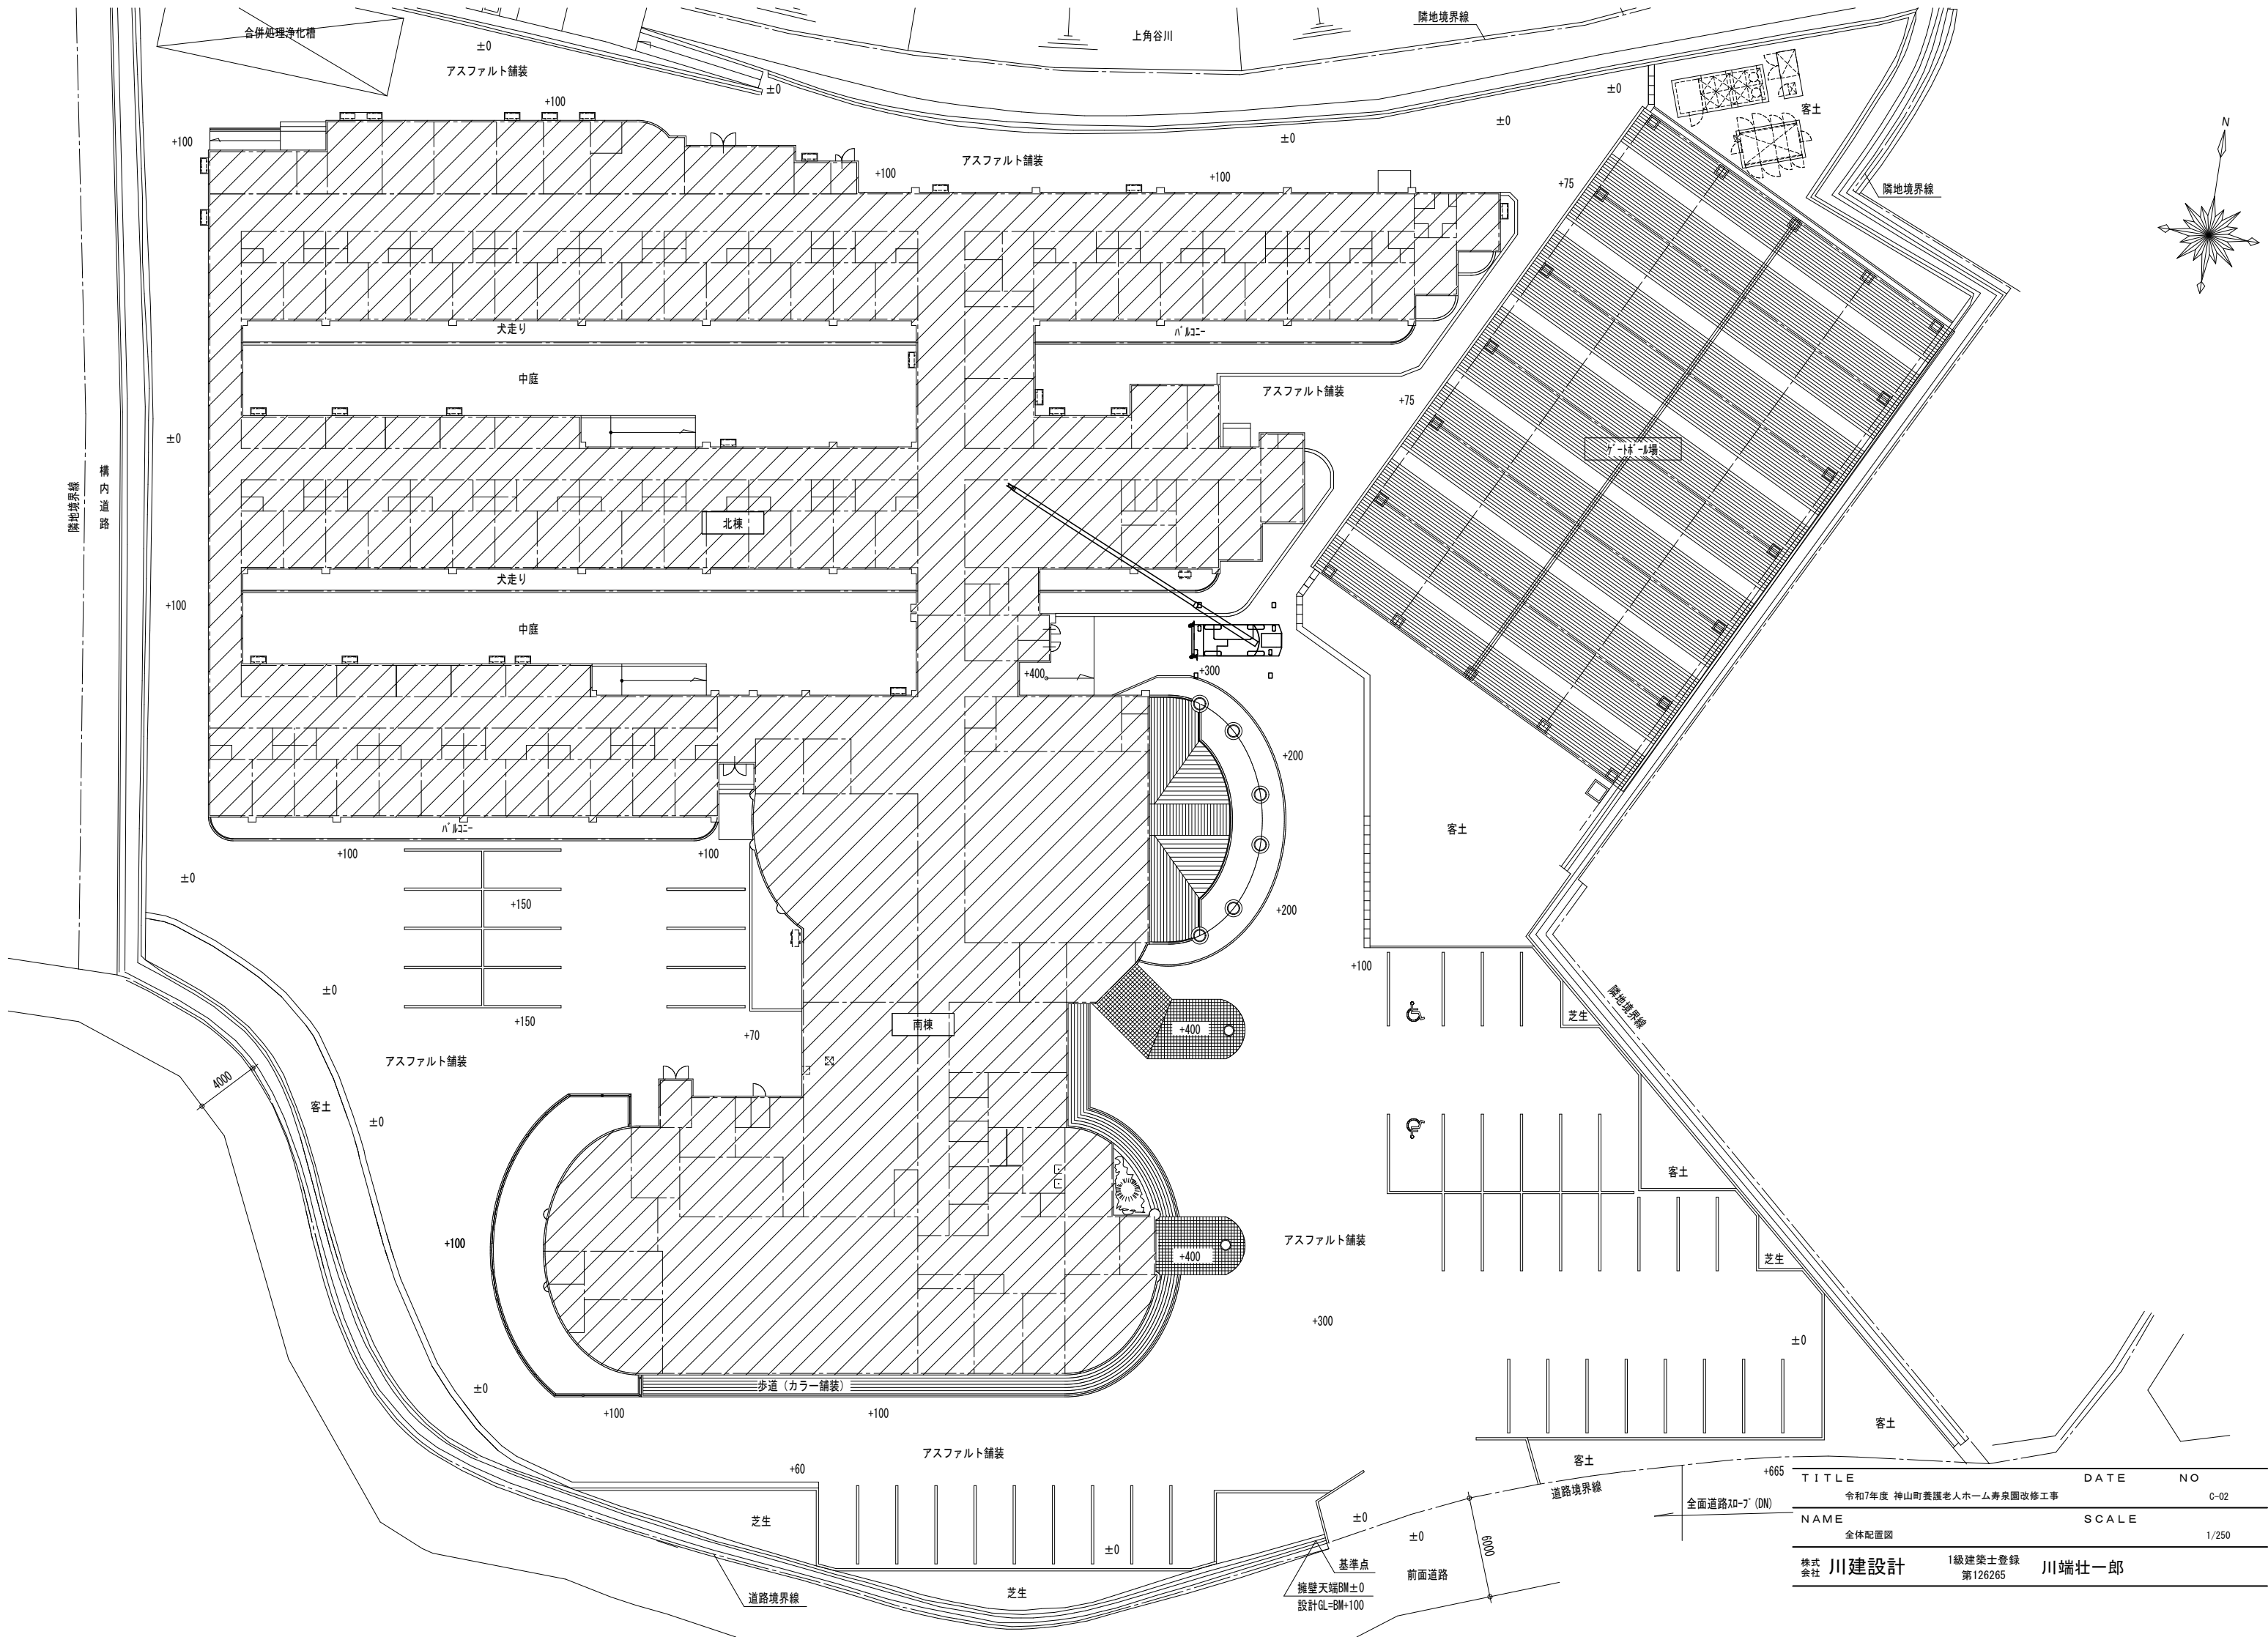 合併処理浄化槽
±0
アスファルト舗装
+100
±0
上角谷川
隣地境界線
±0
±0
±0
客土
N
+100
アスファルト舗装
+100
+100
+75
隣地境界線
犬走り
バルコニー
中庭
アスファルト舗装
+75
±0
ゲートボール場
構内道路
隣地境界線
北棟
犬走り
+100
中庭
+400
+300
+200
バルコニー
客土
+100
+100
±0
+150
+200
+100
±0
隣地境界線
芝生
+150
+70
南棟
+400
アスファルト舗装
4000
客土
±0
客土
+100
アスファルト舗装
+400
芝生
+300
±0
歩道（カラー舗装）
±0
+100
+100
客土
アスファルト舗装
客土
+60
+665
道路境界線
全面道路スロープ(DN)
芝生
±0
±0
±0
6000
基準点
前面道路
擁壁天端BM±0
設計GL=BM+100
芝生
道路境界線
TITLE DATE NO
令和7年度 神山町養護老人ホーム寿泉園改修工事 C-02
NAME SCALE
全体配置図 1/250
株式会社 川建設計 1級建築士登録 第126265 川端壮一郎